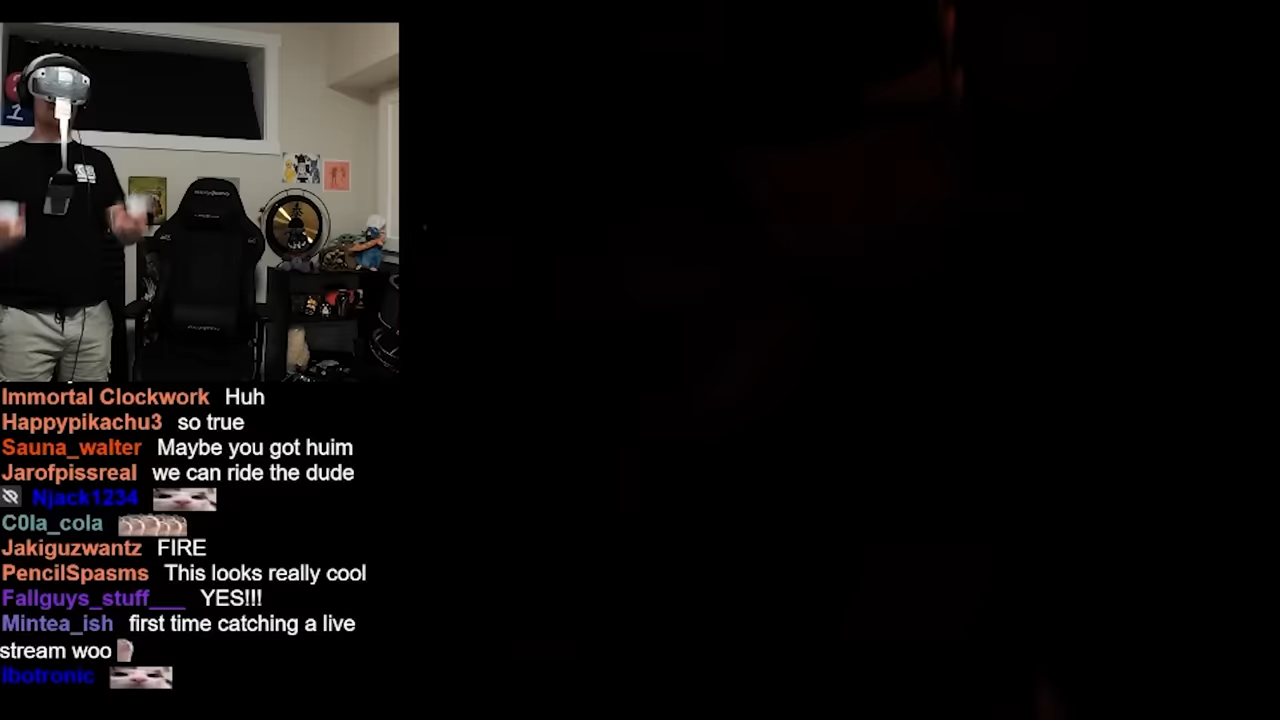 Immortal Clockwork Huh
Happypikachu3 so true
Sauna_walter Maybe you got huim
Jarofpissreal we can ride the dude
Njack1234
C0la_cola
Jakiguzwantz FIRE
PencilSpasms This looks really cool
Fallguys_stuff___ YES!!!
Mintea_ish first time catching a live
stream woo
Ibotronic